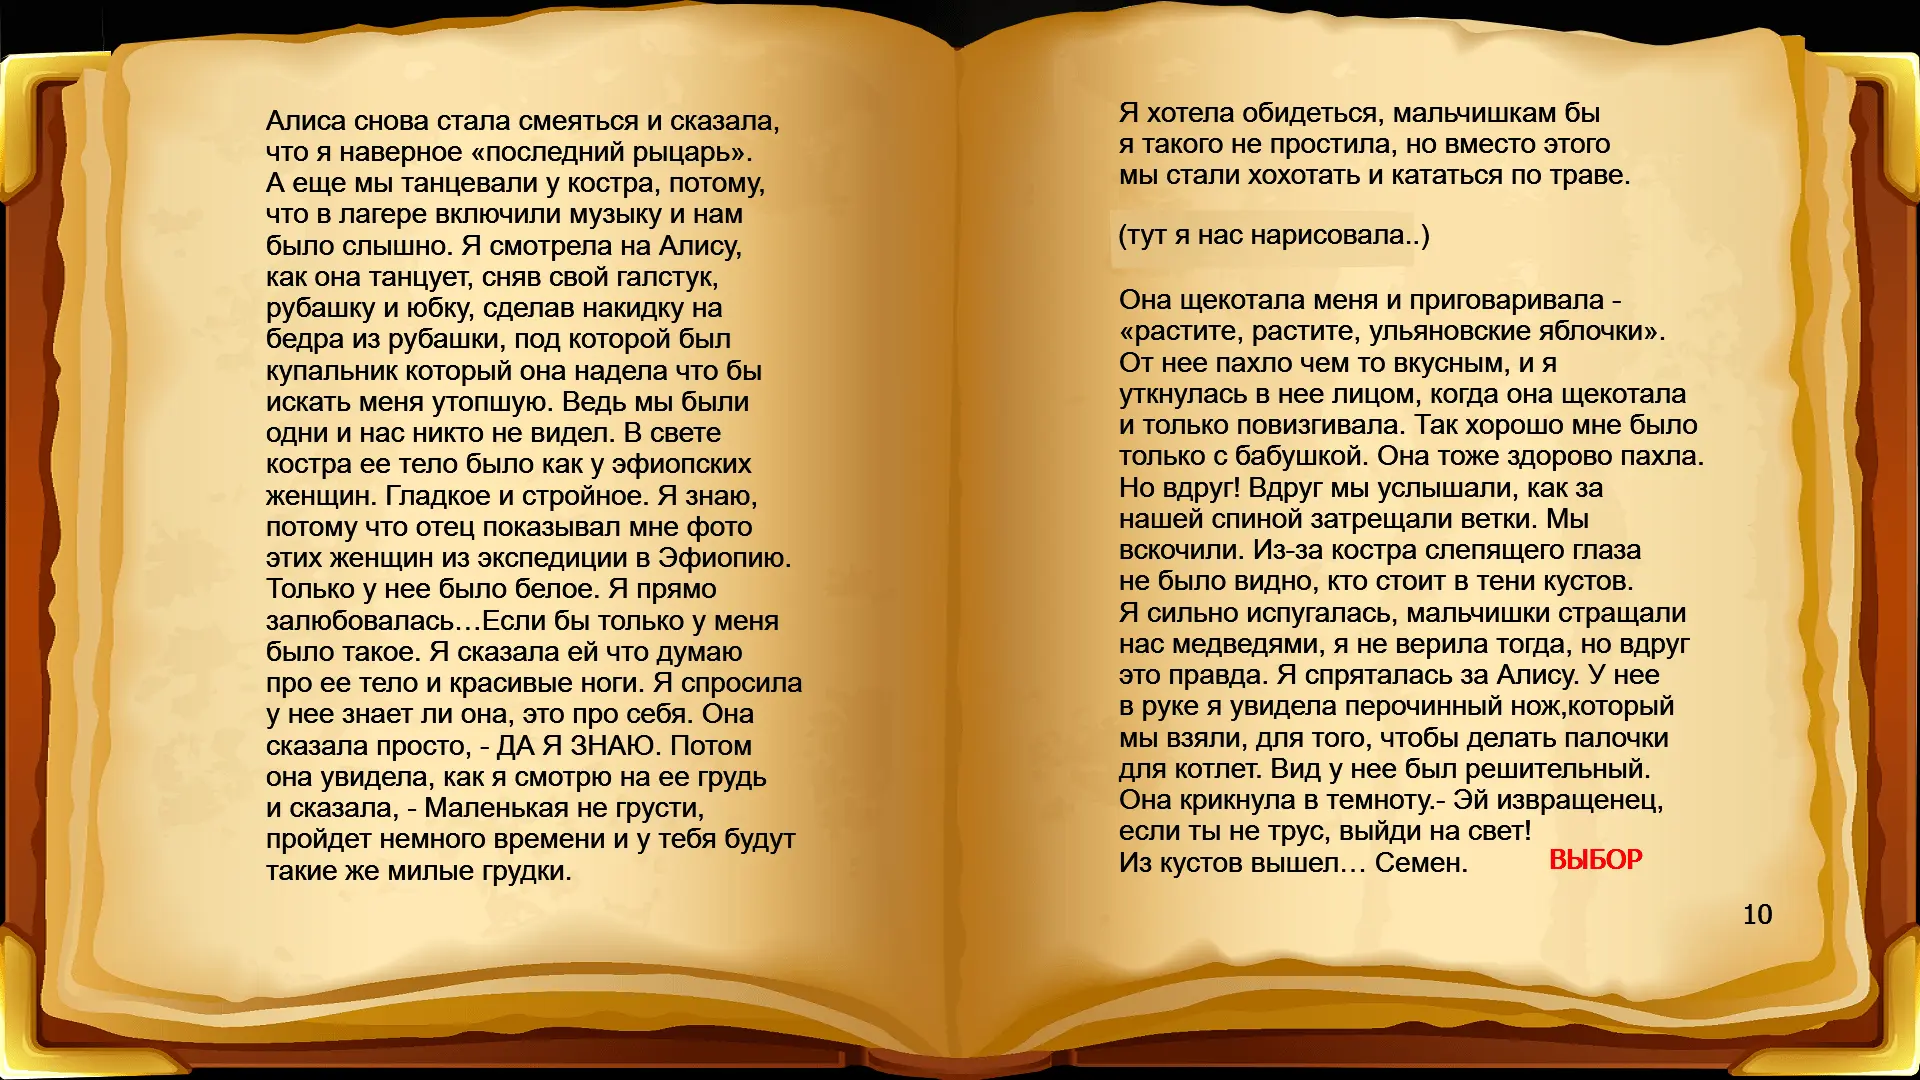 Алиса снова стала смеяться и сказала,
что я наверное «последний рыцарь».
А еще мы танцевали у костра, потому,
что в лагере включили музыку и нам
было слышно. Я смотрела на Алису,
как она танцует, сняв свой галстук,
рубашку и юбку, сделав накидку на
бедра из рубашки, под которой был
купальник который она надела что бы
искать меня утопшую. Ведь мы были
одни и нас никто не видел. В свете
костра ее тело было как у эфиопских
женщин. Гладкое и стройное. Я знаю,
потому что отец показывал мне фото
этих женщин из экспедиции в Эфиопию.
Только у нее было белое. Я прямо
залюбовалась…Если бы только у меня
было такое. Я сказала ей что думаю
про ее тело и красивые ноги. Я спросила
у нее знает ли она, это про себя. Она
сказала просто, - ДА Я ЗНАЮ. Потом
она увидела, как я смотрю на ее грудь
и сказала, - Маленькая не грусти,
пройдет немного времени и у тебя будут
такие же милые грудки.
Я хотела обидеться, мальчишкам бы
я такого не простила, но вместо этого
мы стали хохотать и кататься по траве.
(тут я нас нарисовала..)
Она щекотала меня и приговаривала -
«растите, растите, ульяновские яблочки».
От нее пахло чем то вкусным, и я
уткнулась в нее лицом, когда она щекотала
и только повизгивала. Так хорошо мне было
только с бабушкой. Она тоже здорово пахла.
Но вдруг! Вдруг мы услышали, как за
нашей спиной затрещали ветки. Мы
вскочили. Из-за костра слепящего глаза
не было видно, кто стоит в тени кустов.
Я сильно испугалась, мальчишки стращали
нас медведями, я не верила тогда, но вдруг
это правда. Я спряталась за Алису. У нее
в руке я увидела перочинный нож,который
мы взяли, для того, чтобы делать палочки
для котлет. Вид у нее был решительный.
Она крикнула в темноту.- Эй извращенец,
если ты не трус, выйди на свет!
Из кустов вышел… Семен. ВЫБОР
10